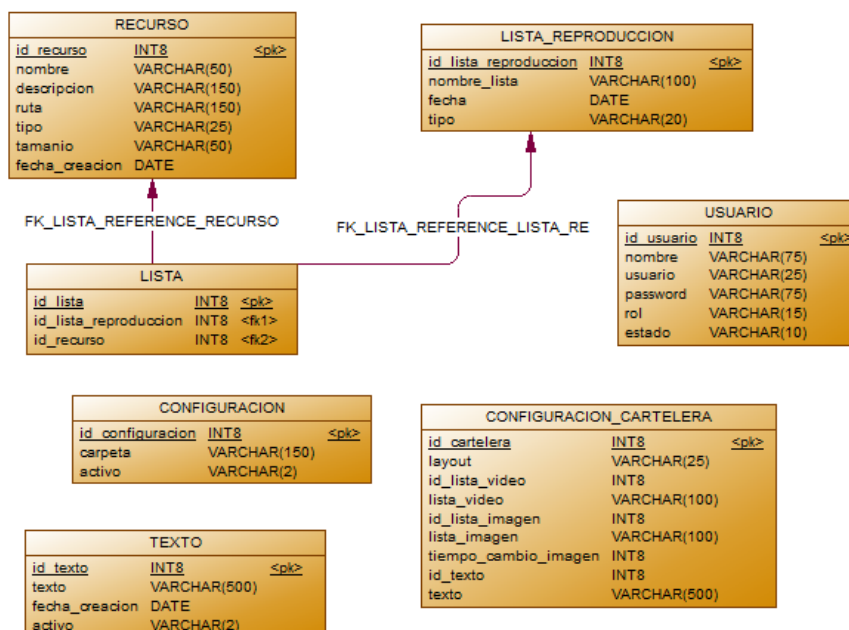 RECURSO
id_recurso INT8 <pk>
nombre VARCHAR(50)
descripcion VARCHAR(150)
ruta VARCHAR(150)
tipo VARCHAR(25)
tamanio VARCHAR(50)
fecha_creacion DATE
LISTA_REPRODUCCION
id_lista_reproduccion INT8 <pk>
nombre_lista VARCHAR(100)
fecha DATE
tipo VARCHAR(20)
FK_LISTA_REFERENCE_RECURSO
FK_LISTA_REFERENCE_LISTA_RE
USUARIO
id_usuario INT8 <pk>
nombre VARCHAR(75)
usuario VARCHAR(25)
password VARCHAR(75)
rol VARCHAR(15)
estado VARCHAR(10)
LISTA
id_lista INT8 <pk>
id_lista_reproduccion INT8 <fk1>
id_recurso INT8 <fk2>
CONFIGURACION
id_configuracion INT8 <pk>
carpeta VARCHAR(150)
activo VARCHAR(2)
CONFIGURACION_CARTELERA
id_cartelera INT8 <pk>
layout VARCHAR(25)
id_lista_video INT8
lista_video VARCHAR(100)
id_lista_imagen INT8
lista_imagen VARCHAR(100)
tiempo_cambio_imagen INT8
id_texto INT8
texto VARCHAR(500)
TEXTO
id_texto INT8 <pk>
texto VARCHAR(500)
fecha_creacion DATE
activo VARCHAR(2)